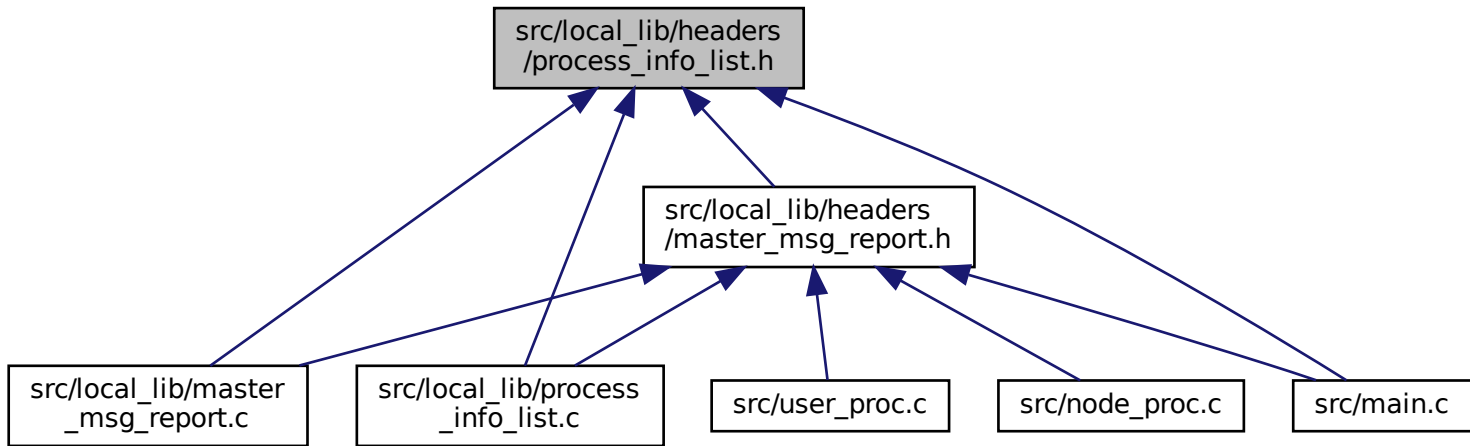 src/local_lib/headers
/process_info_list.h
src/local_lib/headers
/master_msg_report.h
src/local_lib/master
_msg_report.c
src/local_lib/process
_info_list.c
src/user_proc.c
src/node_proc.c
src/main.c